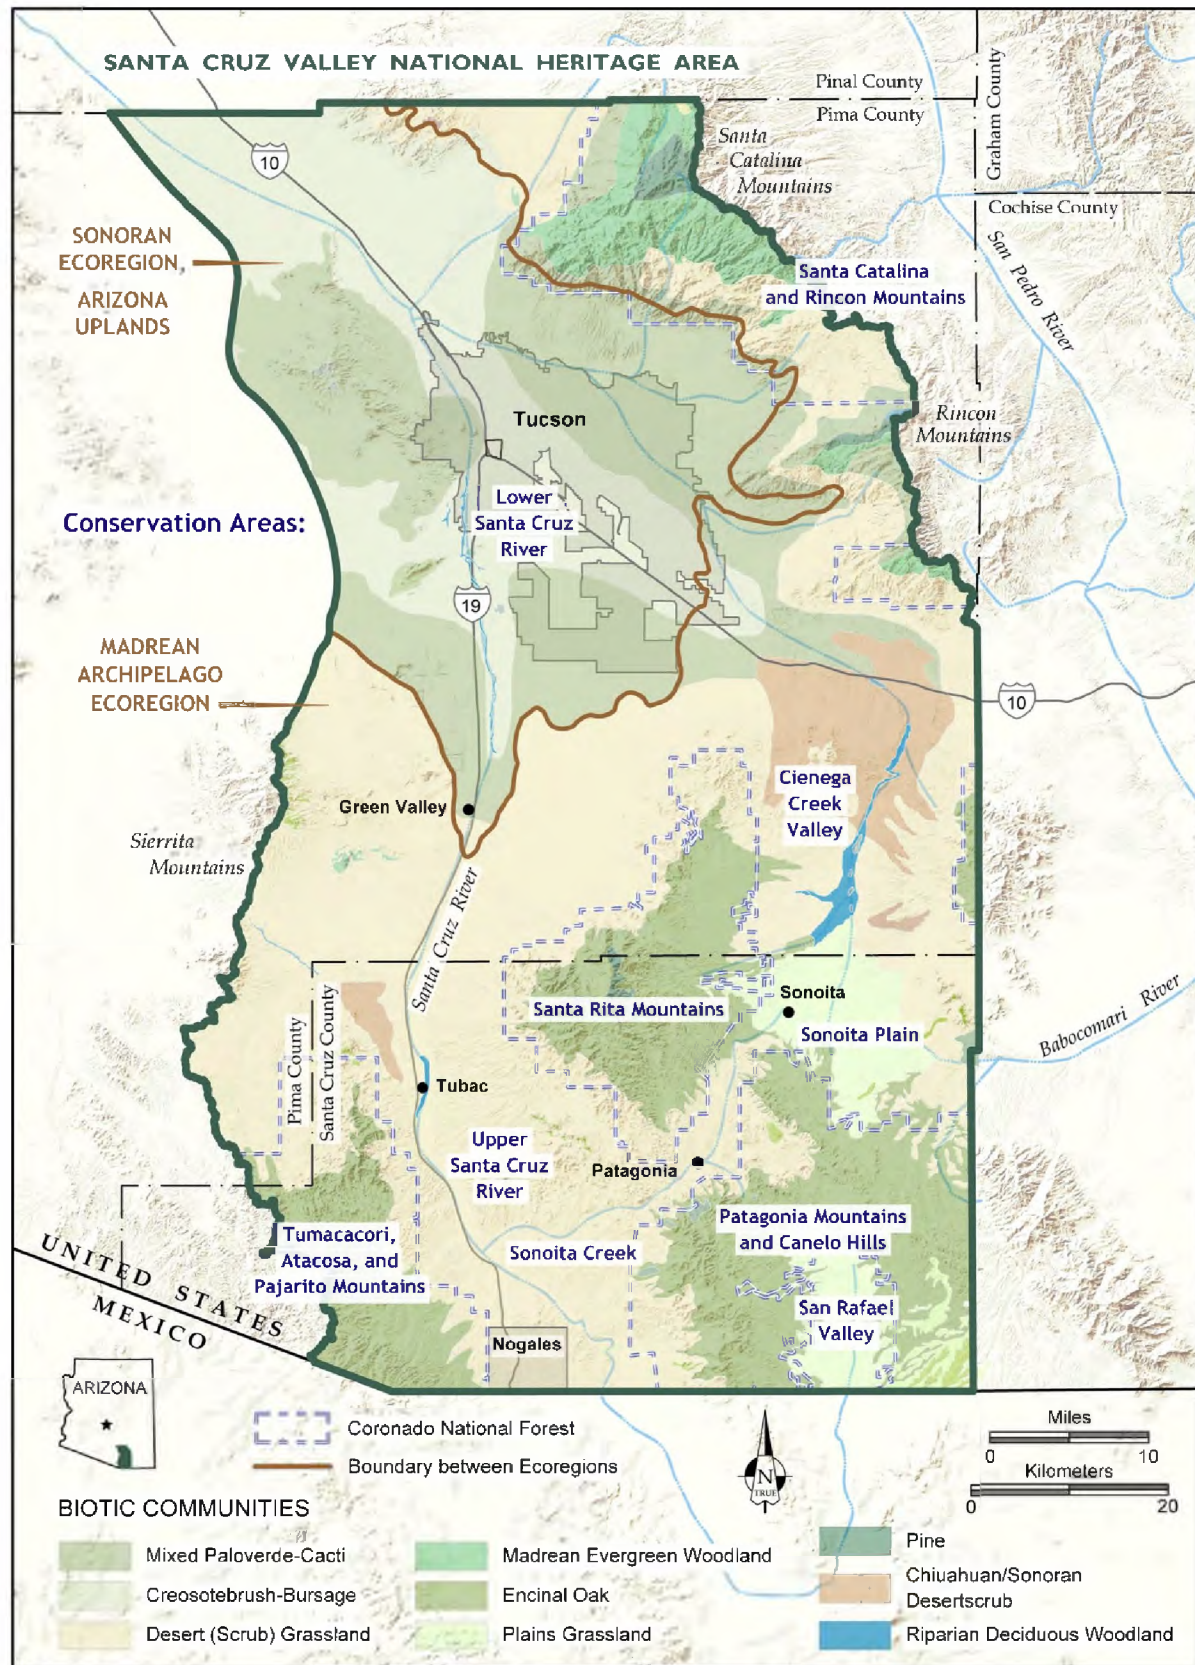 SANTA CRUZ VALLEY NATIONAL HERITAGE AREA
Pinal County
Pima County
Graham County
Cochise County
Santa
Catalina
Mountains
10
SONORAN
ECOREGION
ARIZONA
UPLANDS
San Pedro River
Santa Catalina
and Rincon Mountains
Rincon
Mountains
Tucson
Conservation Areas:
Lower
Santa Cruz
River
19
MADREAN
ARCHIPELAGO
ECOREGION
10
Cienega
Creek
Valley
Green Valley
Sierrita
Mountains
Santa Cruz River
Santa Rita Mountains
Sonoita
Sonoita Plain
Babocomari River
Pima County
Santa Cruz County
Tubac
Upper
Santa Cruz
River
Patagonia
Patagonia Mountains
and Canelo Hills
Tumacacori,
Atacosa, and
Pajarito Mountains
Sonoita Creek
San Rafael
Valley
UNITED STATES
MEXICO
Nogales
ARIZONA
Coronado National Forest
Boundary between Ecoregions
N
TRUE
Miles
0 10
Kilometers
0 20
BIOTIC COMMUNITIES
Mixed Paloverde-Cacti
Creosotebrush-Bursage
Desert (Scrub) Grassland
Madrean Evergreen Woodland
Encinal Oak
Plains Grassland
Pine
Chiuahuan/Sonoran
Desertscrub
Riparian Deciduous Woodland